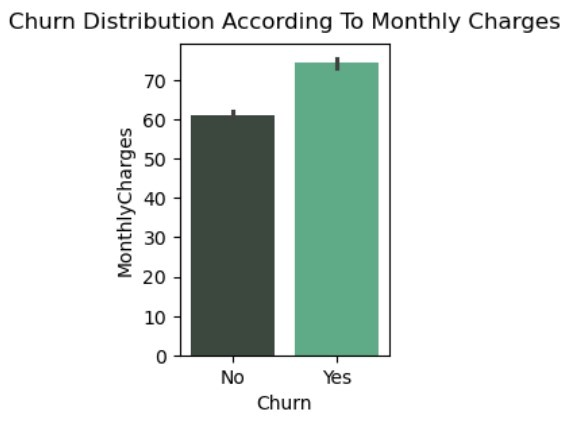 Churn Distribution According To Monthly Charges
MonthlyCharges
70
60
50
40
30
20
10
0
No Yes
Churn